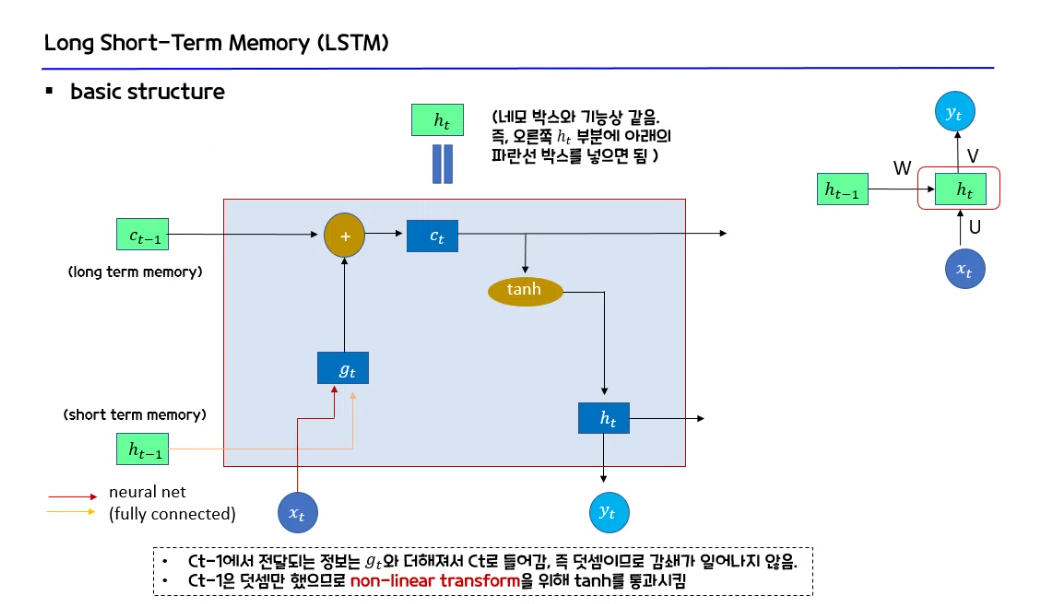 Long Short-Term Memory (LSTM)
▪ basic structure
h_t
(네모 박스와 기능상 같음.
즉, 오른쪽 h_t 부분에 아래의
파란선 박스를 넣으면 됨 )
y_t
W
V
h_{t-1}
h_t
U
x_t
c_{t-1}
+
c_t
(long term memory)
tanh
g_t
(short term memory)
h_t
h_{t-1}
neural net
(fully connected)
x_t
y_t
• Ct-1에서 전달되는 정보는 g_t와 더해져서 Ct로 들어감, 즉 덧셈이므로 감쇄가 일어나지 않음.
• Ct-1은 덧셈만 했으므로 non-linear transform을 위해 tanh를 통과시킴